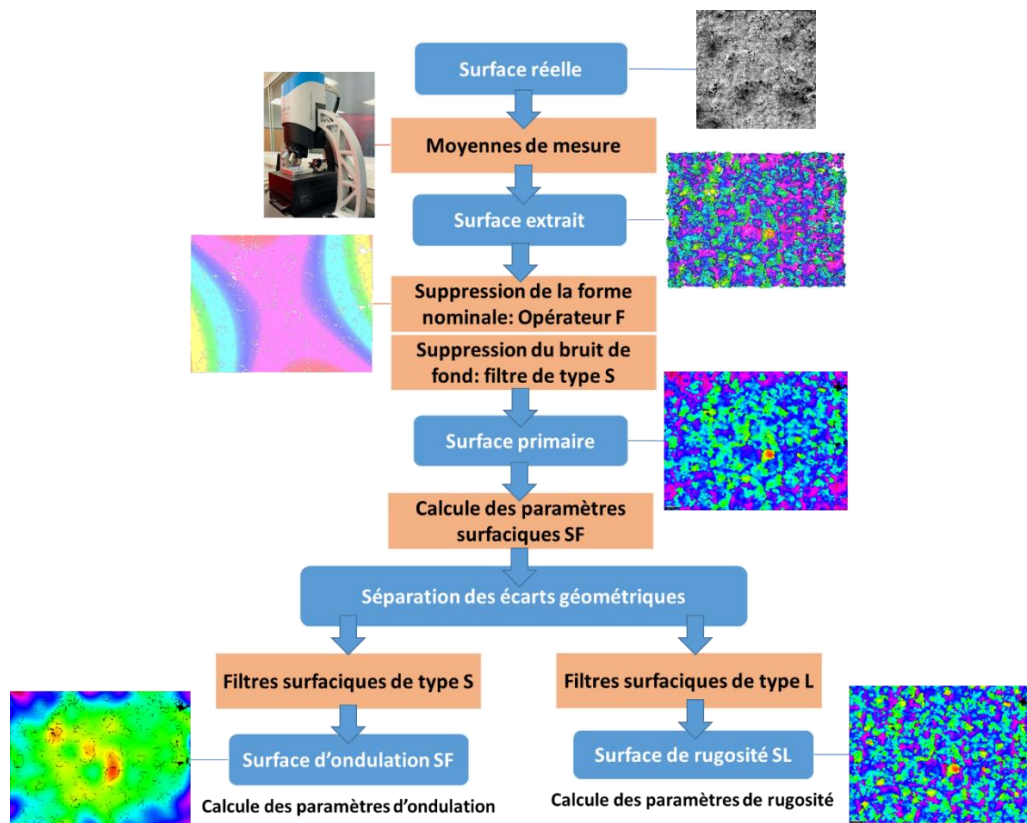 Surface réelle
Moyennes de mesure
Surface extrait
Suppression de la forme
nominale: Opérateur F
Suppression du bruit de
fond: filtre de type S
Surface primaire
Calcule des paramètres
surfaciques SF
Séparation des écarts géométriques
Filtres surfaciques de type S
Filtres surfaciques de type L
Surface d'ondulation SF
Surface de rugosité SL
Calcule des paramètres d'ondulation
Calcule des paramètres de rugosité